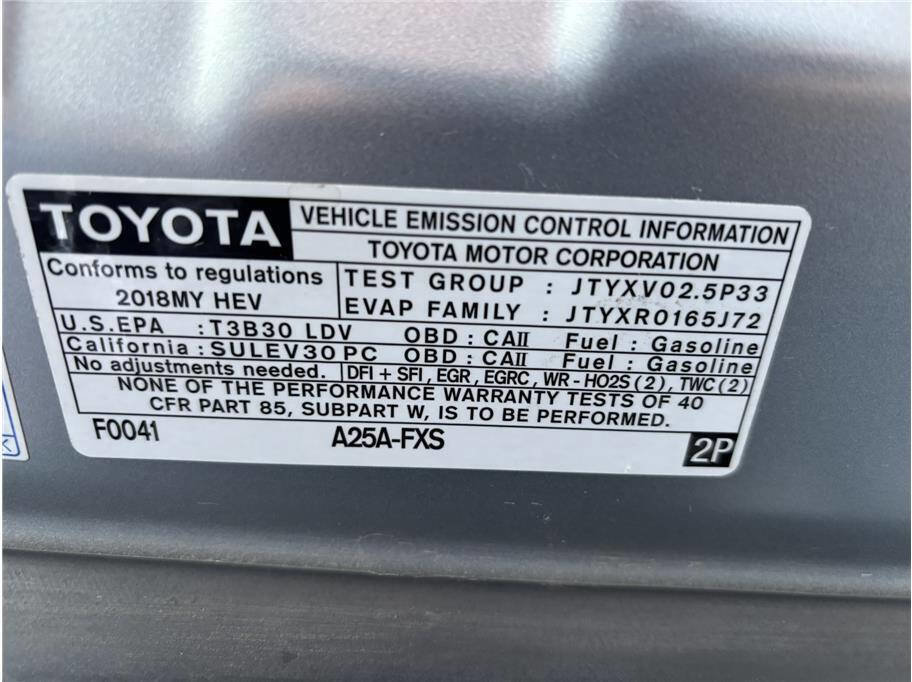 TOYOTA
VEHICLE EMISSION CONTROL INFORMATION
TOYOTA MOTOR CORPORATION
Conforms to regulations
2018MY HEV
TEST GROUP : JTYXV02.5P33
EVAP FAMILY : JTYXR0165J72
U.S.EPA : T3B30 LDV OBD : CAII Fuel : Gasoline
California : SULEV30 PC OBD : CAII Fuel : Gasoline
No adjustments needed. DFI + SFI, EGR, EGRC, WR-HO2S (2), TWC (2)
NONE OF THE PERFORMANCE WARRANTY TESTS OF 40
CFR PART 85, SUBPART W, IS TO BE PERFORMED.
F0041 A25A-FXS 2P